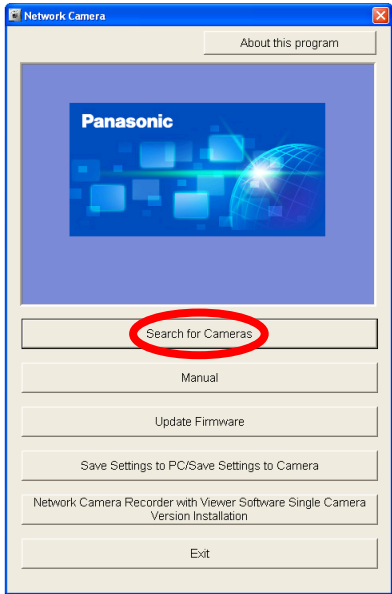 Network Camera
About this program
Panasonic
Search for Cameras
Manual
Update Firmware
Save Settings to PC/Save Settings to Camera
Network Camera Recorder with Viewer Software Single Camera
Version Installation
Exit